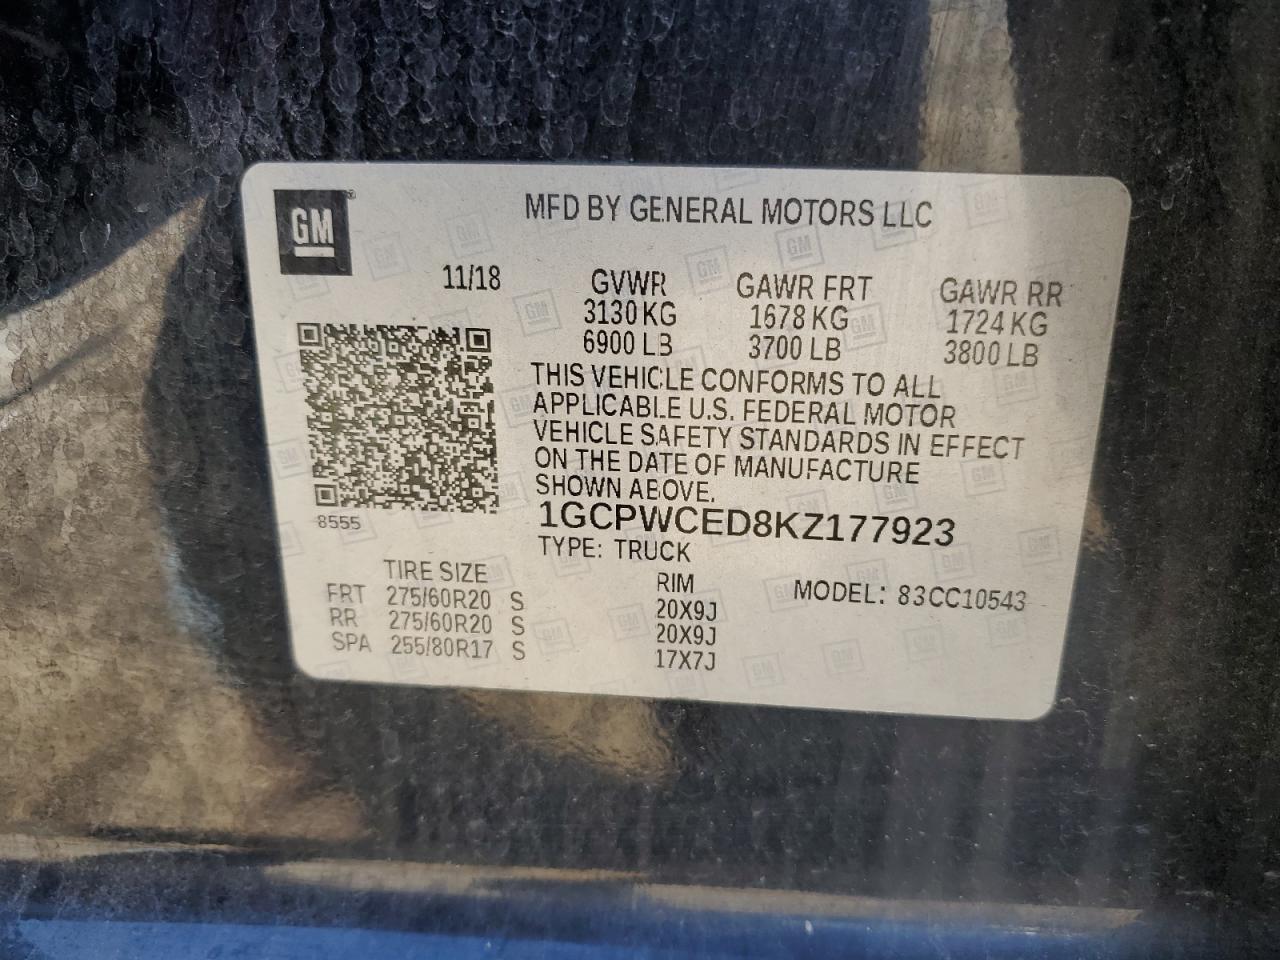 GM®
MFD BY GENERAL MOTORS LLC
11/18
GVWR
3130 KG
6900 LB
GAWR FRT
1678 KG
3700 LB
GAWR RR
1724 KG
3800 LB
THIS VEHICLE CONFORMS TO ALL
APPLICABLE U.S. FEDERAL MOTOR
VEHICLE SAFETY STANDARDS IN EFFECT
ON THE DATE OF MANUFACTURE
SHOWN ABOVE.
8555
1GCPWCED8KZ177923
TYPE: TRUCK
TIRE SIZE RIM
FRT 275/60R20 S 20X9J
RR 275/60R20 S 20X9J
SPA 255/80R17 S 17X7J
MODEL: 83CC10543